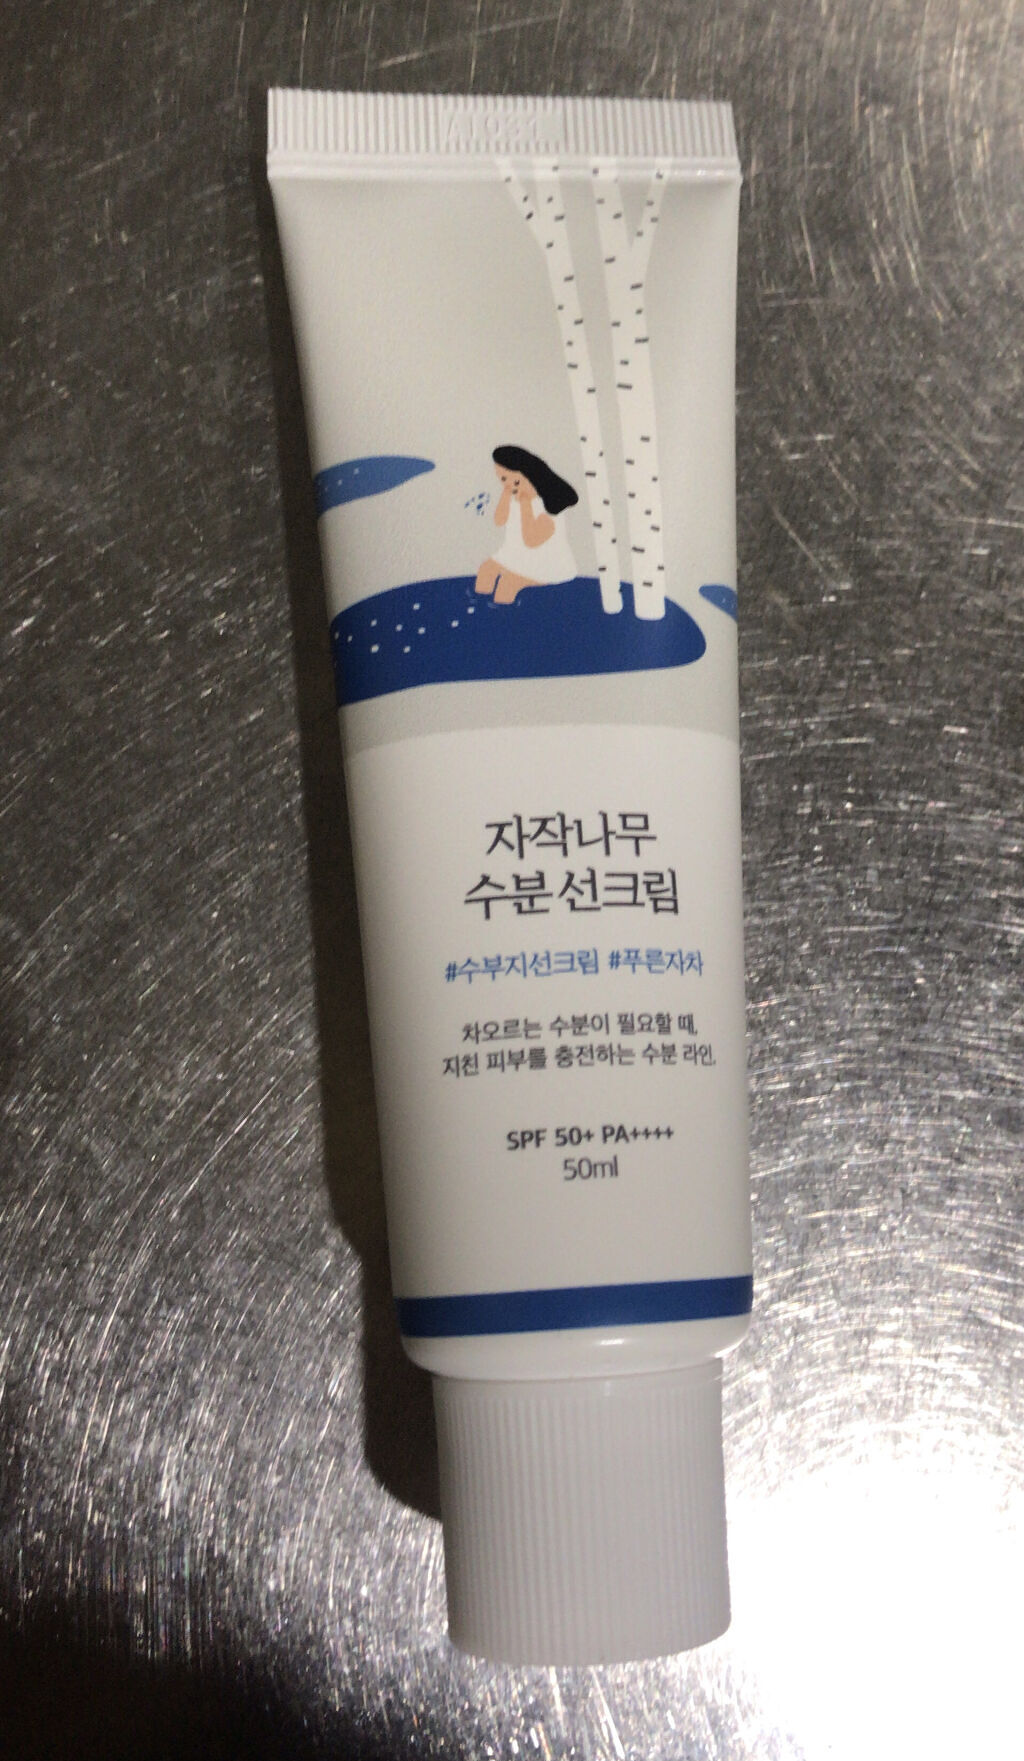 자작나무
수분 선크림
#수부지선크림 #푸른자차
차오르는 수분이 필요할 때,
지친 피부를 충전하는 수분 라인.
SPF 50+ PA++++
50ml